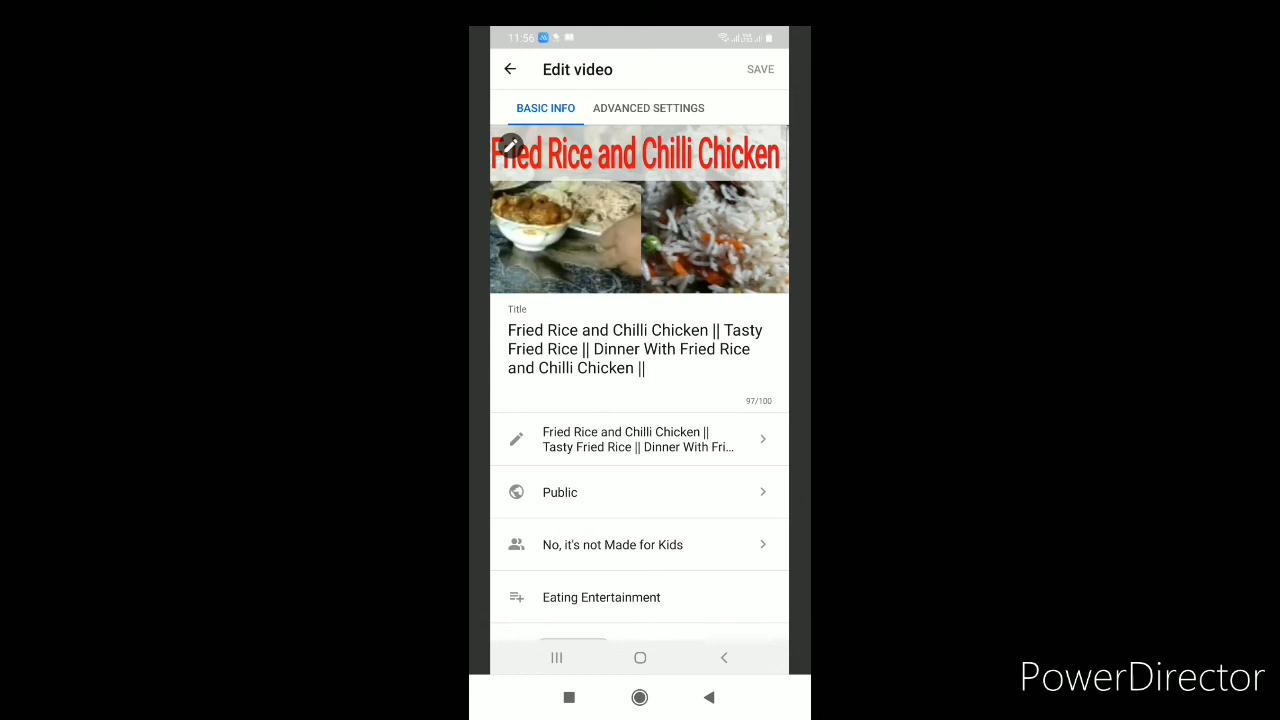 11:56
Edit video
SAVE
BASIC INFO
ADVANCED SETTINGS
Fried Rice and Chilli Chicken
Title
Fried Rice and Chilli Chicken || Tasty
Fried Rice || Dinner With Fried Rice
and Chilli Chicken ||
97/100
Fried Rice and Chilli Chicken ||
Tasty Fried Rice || Dinner With Fri...
Public
No, it's not Made for Kids
Eating Entertainment
PowerDirector